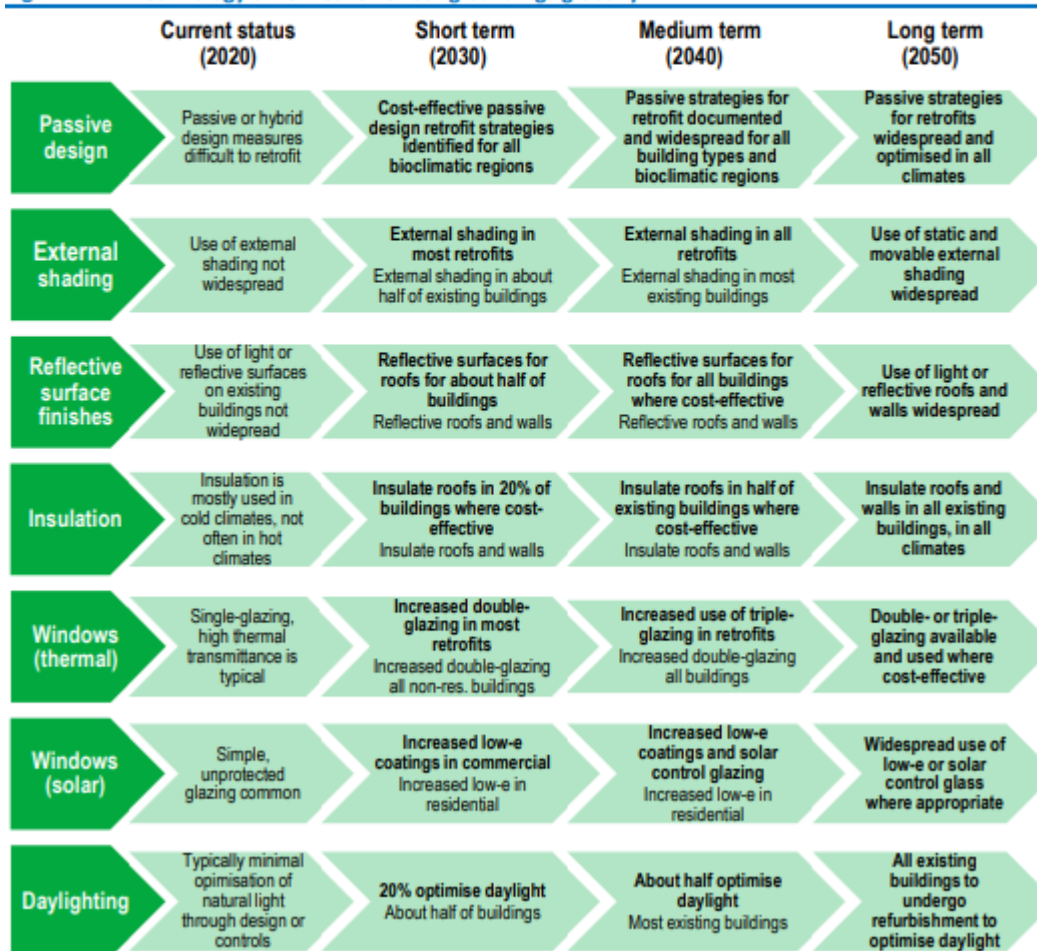 Current status
(2020)
Short term
(2030)
Medium term
(2040)
Long term
(2050)
Passive
design
Passive or hybrid
design measures
difficult to retrofit
Cost-effective passive
design retrofit strategies
identified for all
bioclimatic regions
Passive strategies for
retrofit documented
and widespread for all
building types and
bioclimatic regions
Passive strategies
for retrofits
widespread and
optimised in all
climates
External
shading
Use of external
shading not
widespread
External shading in
most retrofits
External shading in about
half of existing buildings
External shading in all
retrofits
External shading in most
existing buildings
Use of static and
movable external
shading
widespread
Reflective
surface
finishes
Use of light or
reflective surfaces
on existing
buildings not
widepread
Reflective surfaces for
roofs for about half of
buildings
Reflective roofs and walls
Reflective surfaces for
roofs for all buildings
where cost-effective
Reflective roofs and walls
Use of light or
reflective roofs and
walls widespread
Insulation
Insulation is
mostly used in
cold climates, not
often in hot
climates
Insulate roofs in 20% of
buildings where cost-
effective
Insulate roofs and walls
Insulate roofs in half of
existing buildings where
cost-effective
Insulate roofs and walls
Insulate roofs and
walls in all existing
buildings, in all
climates
Windows
(thermal)
Single-glazing,
high thermal
transmittance is
typical
Increased double-
glazing in most
retrofits
Increased double-glazing
all non-res. buildings
Increased use of triple-
glazing in retrofits
Increased double-glazing
all buildings
Double- or triple-
glazing available
and used where
cost-effective
Windows
(solar)
Simple,
unprotected
glazing common
Increased low-e
coatings in commercial
Increased low-e in
residential
Increased low-e
coatings and solar
control glazing
Increased low-e in
residential
Widespread use of
low-e or solar
control glass
where appropriate
Daylighting
Typically minimal
opimisation of
natural light
through design or
controls
20% optimise daylight
About half of buildings
About half optimise
daylight
Most existing buildings
All existing
buildings to
undergo
refurbishment to
optimise daylight